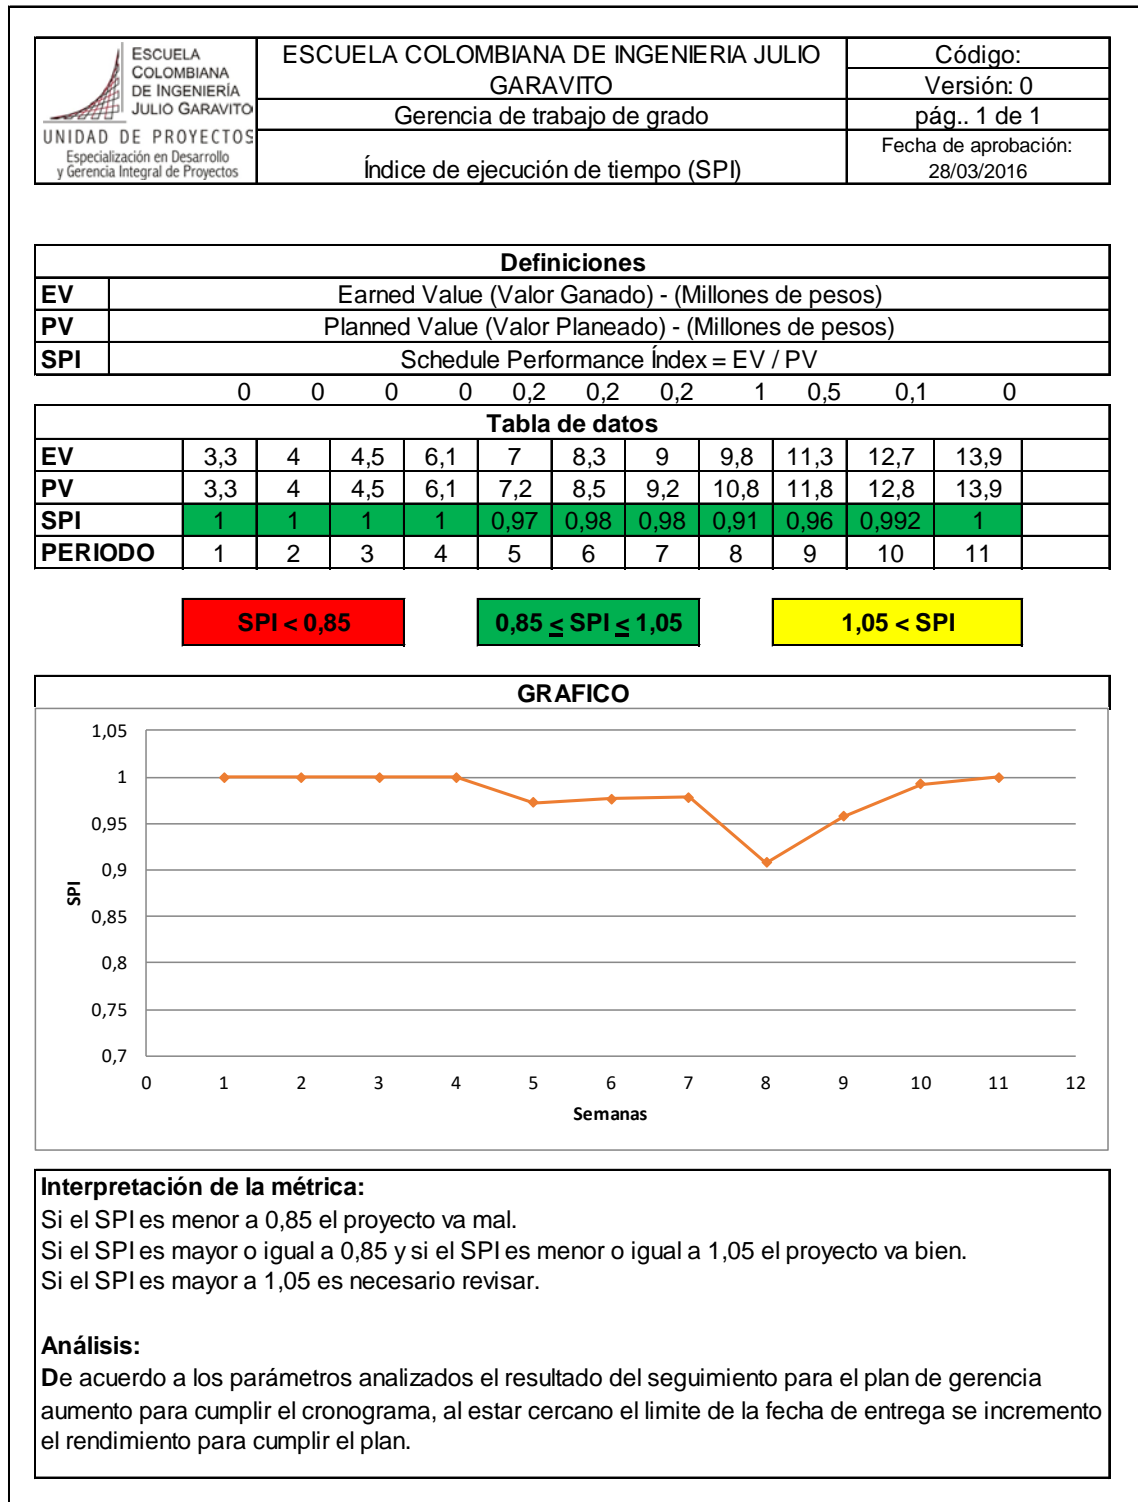 ESCUELA
COLOMBIANA
DE INGENIERÍA
JULIO GARAVITO
UNIDAD DE PROYECTOS
Especialización en Desarrollo
y Gerencia Integral de Proyectos
ESCUELA COLOMBIANA DE INGENIERIA JULIO
GARAVITO
Gerencia de trabajo de grado
Índice de ejecución de tiempo (SPI)
Código:
Versión: 0
pág.. 1 de 1
Fecha de aprobación:
28/03/2016
Definiciones
EV Earned Value (Valor Ganado) - (Millones de pesos)
PV Planned Value (Valor Planeado) - (Millones de pesos)
SPI Schedule Performance Índex = EV / PV
0 0 0 0 0,2 0,2 0,2 1 0,5 0,1 0
Tabla de datos
EV 3,3 4 4,5 6,1 7 8,3 9 9,8 11,3 12,7 13,9
PV 3,3 4 4,5 6,1 7,2 8,5 9,2 10,8 11,8 12,8 13,9
SPI 1 1 1 1 0,97 0,98 0,98 0,91 0,96 0,992 1
PERIODO 1 2 3 4 5 6 7 8 9 10 11
SPI < 0,85 0,85 ≤ SPI ≤ 1,05 1,05 < SPI
GRAFICO
1,05
1
0,95
0,9
0,85
0,8
0,75
0,7
SPI
0 1 2 3 4 5 6 7 8 9 10 11 12
Semanas
Interpretación de la métrica:
Si el SPI es menor a 0,85 el proyecto va mal.
Si el SPI es mayor o igual a 0,85 y si el SPI es menor o igual a 1,05 el proyecto va bien.
Si el SPI es mayor a 1,05 es necesario revisar.
Análisis:
De acuerdo a los parámetros analizados el resultado del seguimiento para el plan de gerencia
aumento para cumplir el cronograma, al estar cercano el limite de la fecha de entrega se incremento
el rendimiento para cumplir el plan.